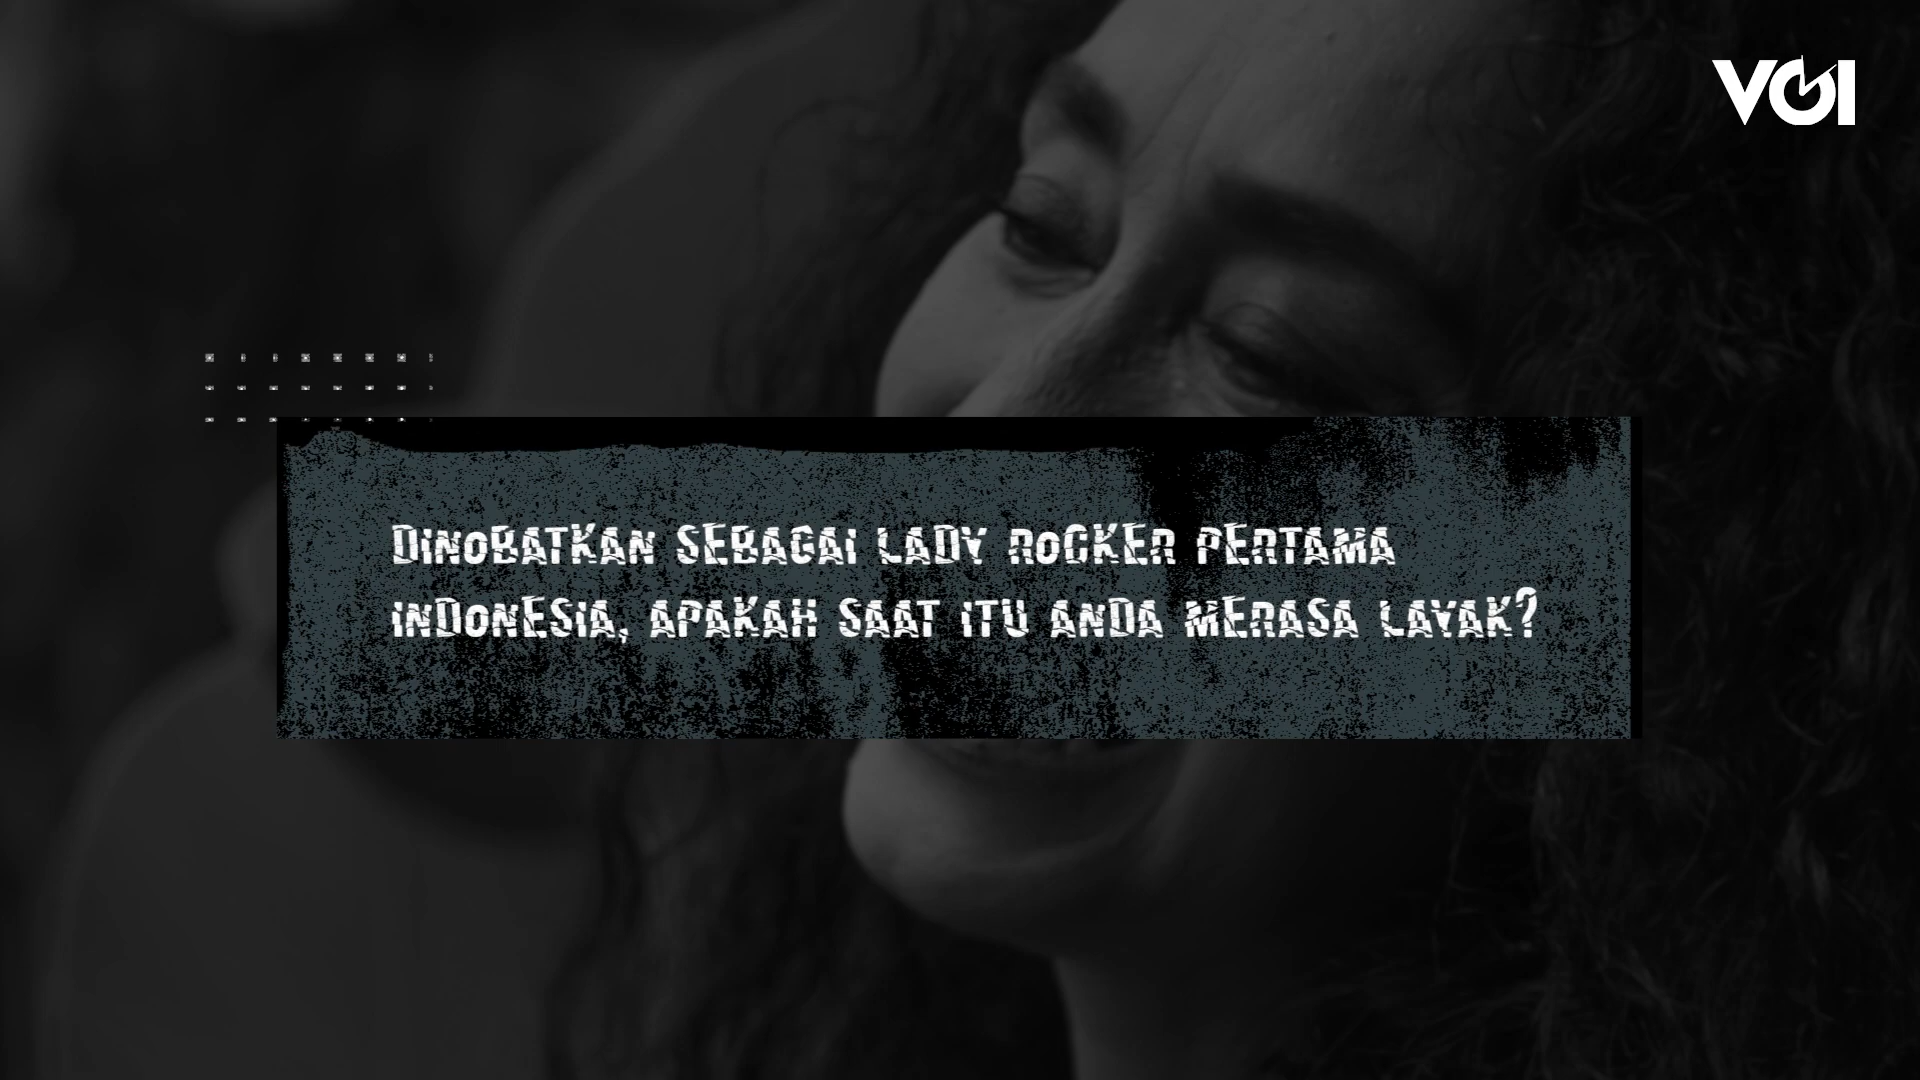 VOI
DINOBATKAN SEBAGAI LADY ROCKER PERTAMA
INDONESIA, APAKAH SAAT ITU ANDA MERASA LAYAK?